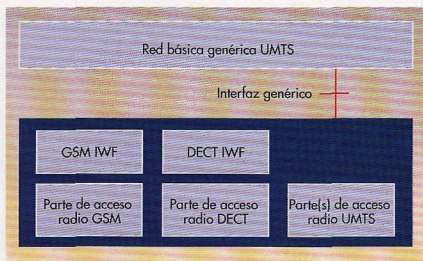 Red básica genérica UMTS
Interfaz genérico
GSM IWF
DECT IWF
Parte de acceso
radio GSM
Parte de acceso
radio DECT
Parte(s) de acceso
radio UMTS